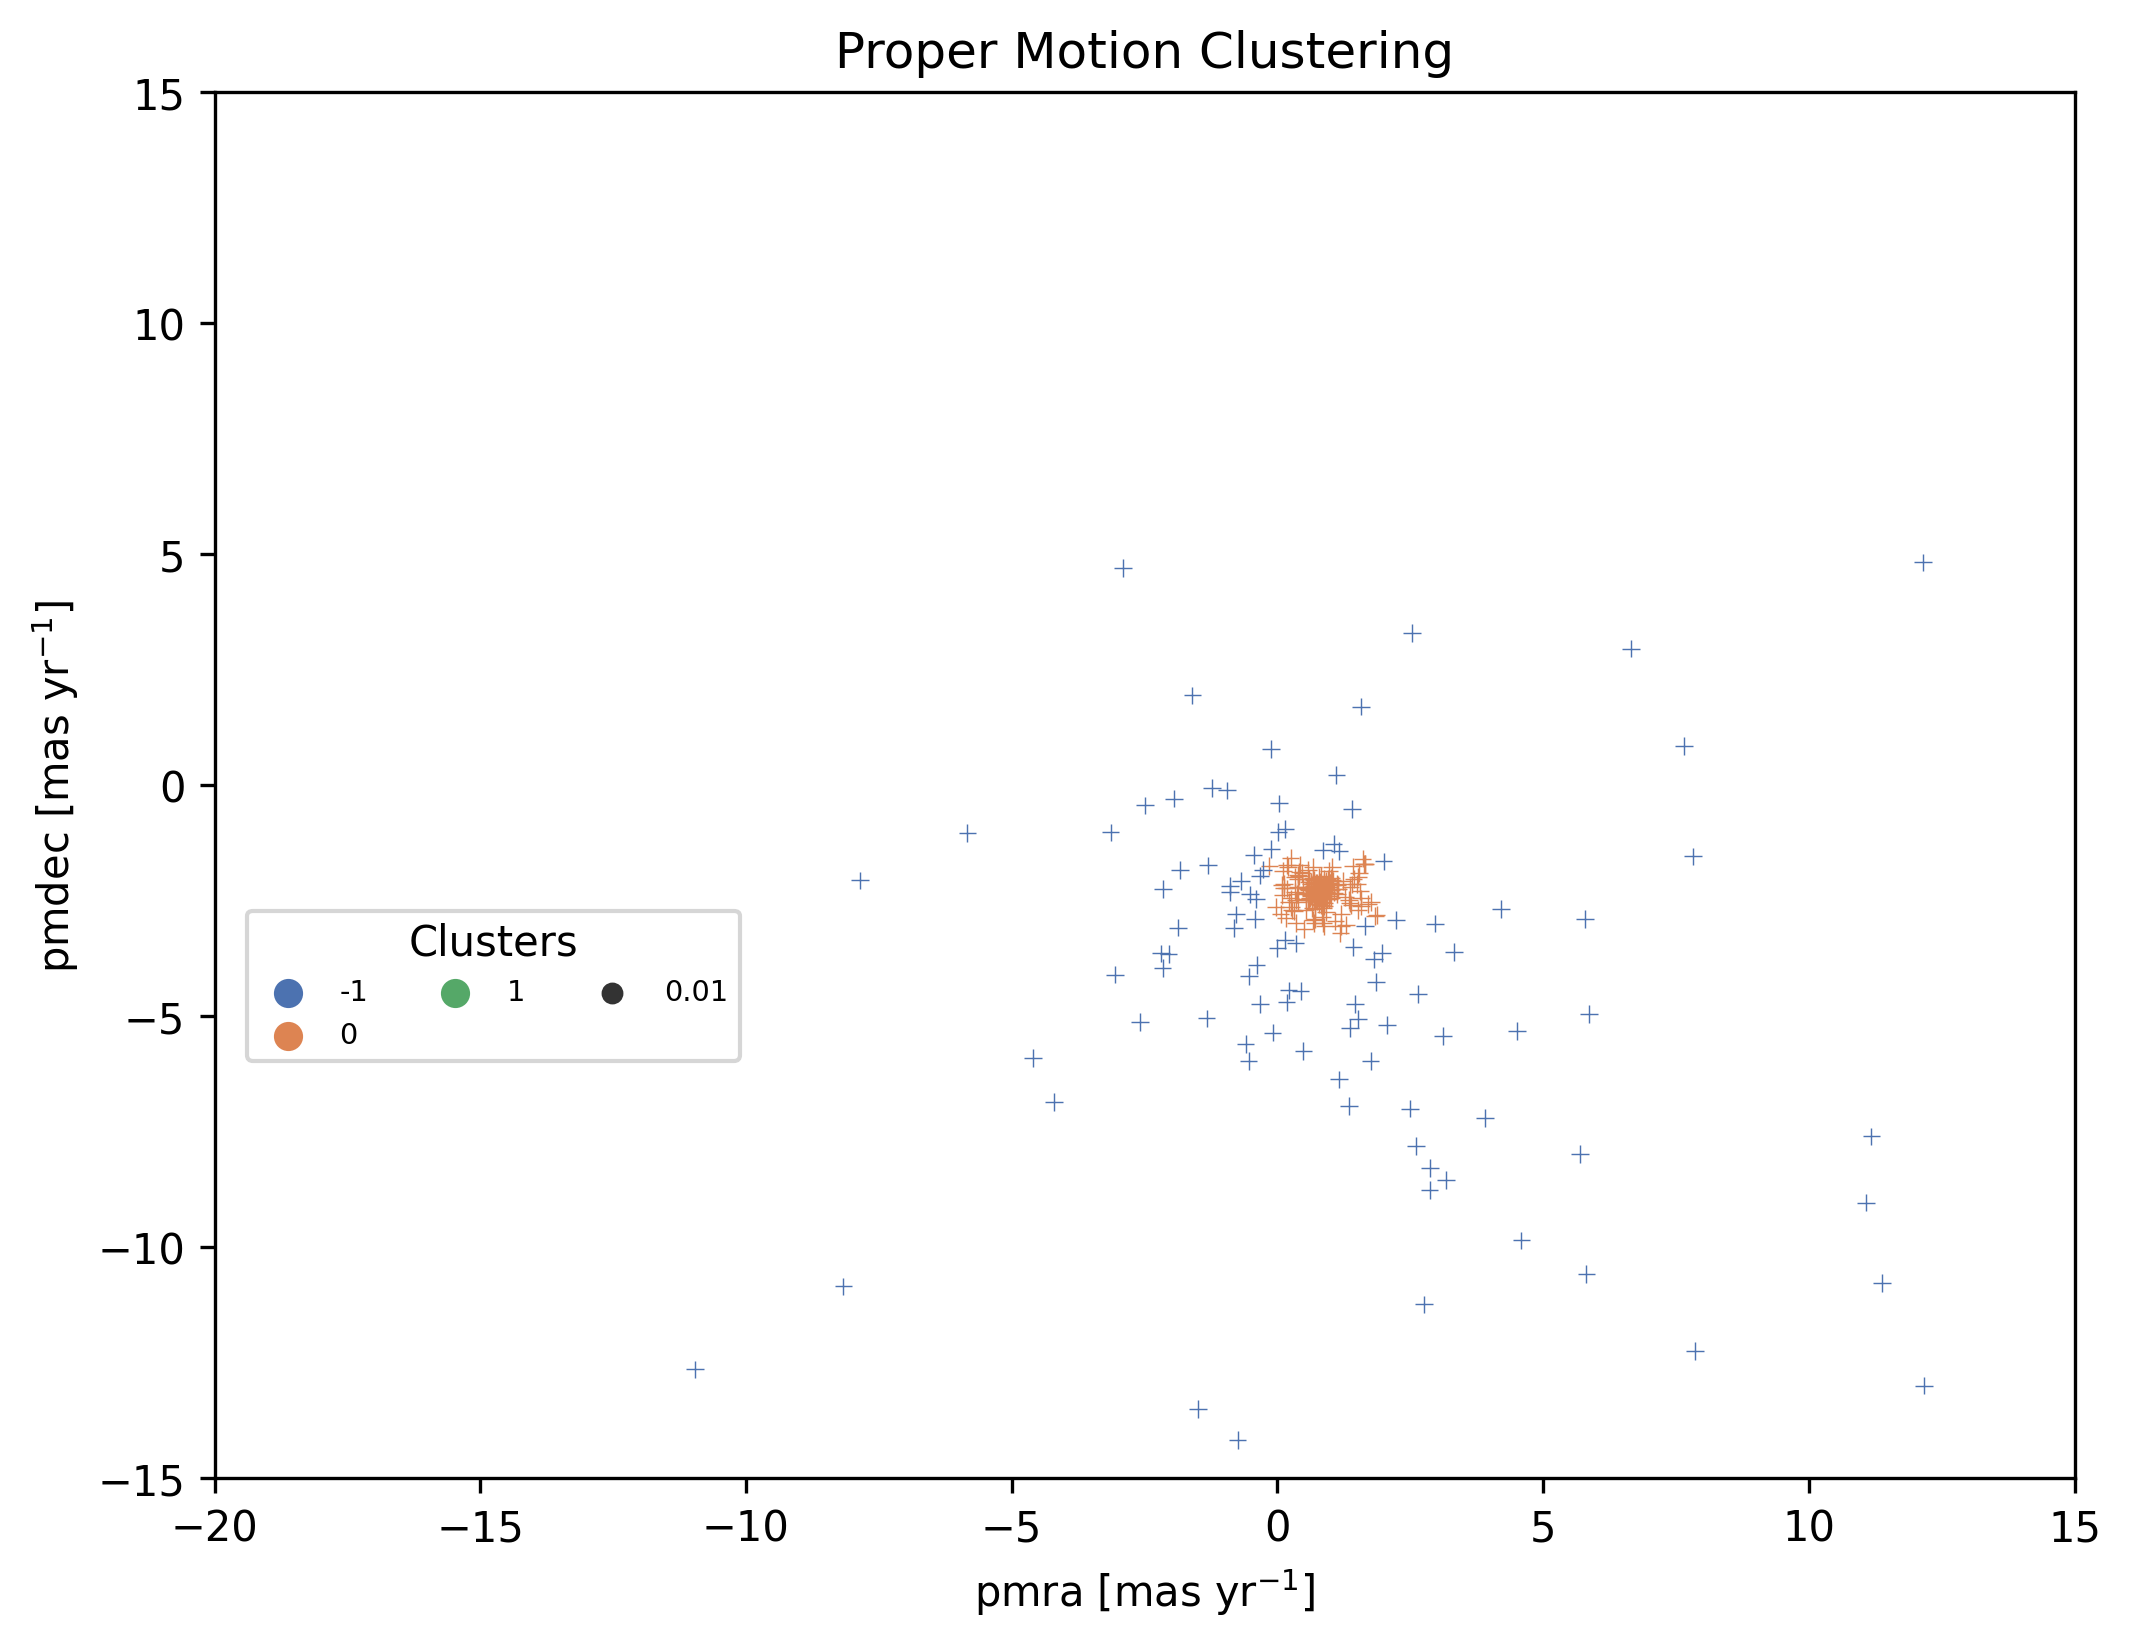 Proper Motion Clustering
15
10
5
0
−5
−10
−15
pmdec [mas yr−1]
Clusters
-1 1 0.01
0
−20 −15 −10 −5 0 5 10 15
pmra [mas yr−1]